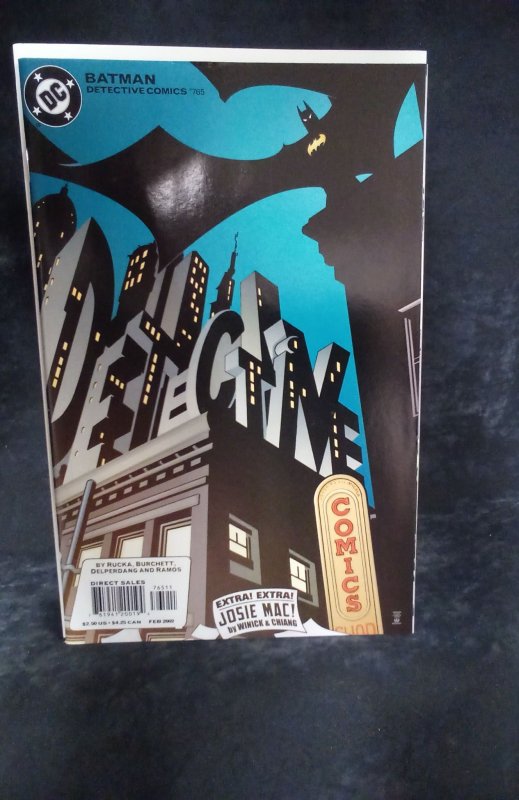 DC
BATMAN
DETECTIVE COMICS #765
DETECTIVE
COMICS
BY RUCKA, BURCHETT,
DELPERDANG AND RAMOS
DIRECT SALES
76511
$2.50 US • $4.25 CAN FEB 2002
EXTRA! EXTRA!
JOSIE MAC!
by WINICK & CHIANG